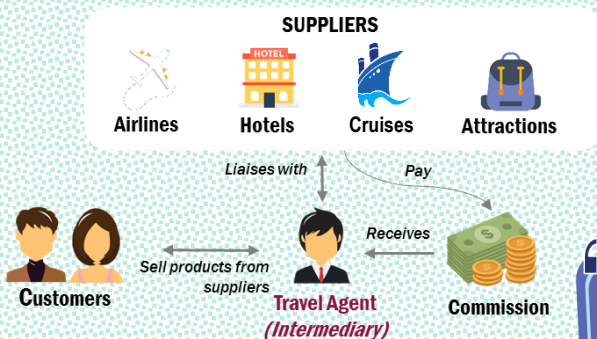 SUPPLIERS
HOTEL
Airlines
Hotels
Cruises
Attractions
Liaises with
Pay
Receives
Sell products from
suppliers
Customers
Travel Agent
(Intermediary)
Commission